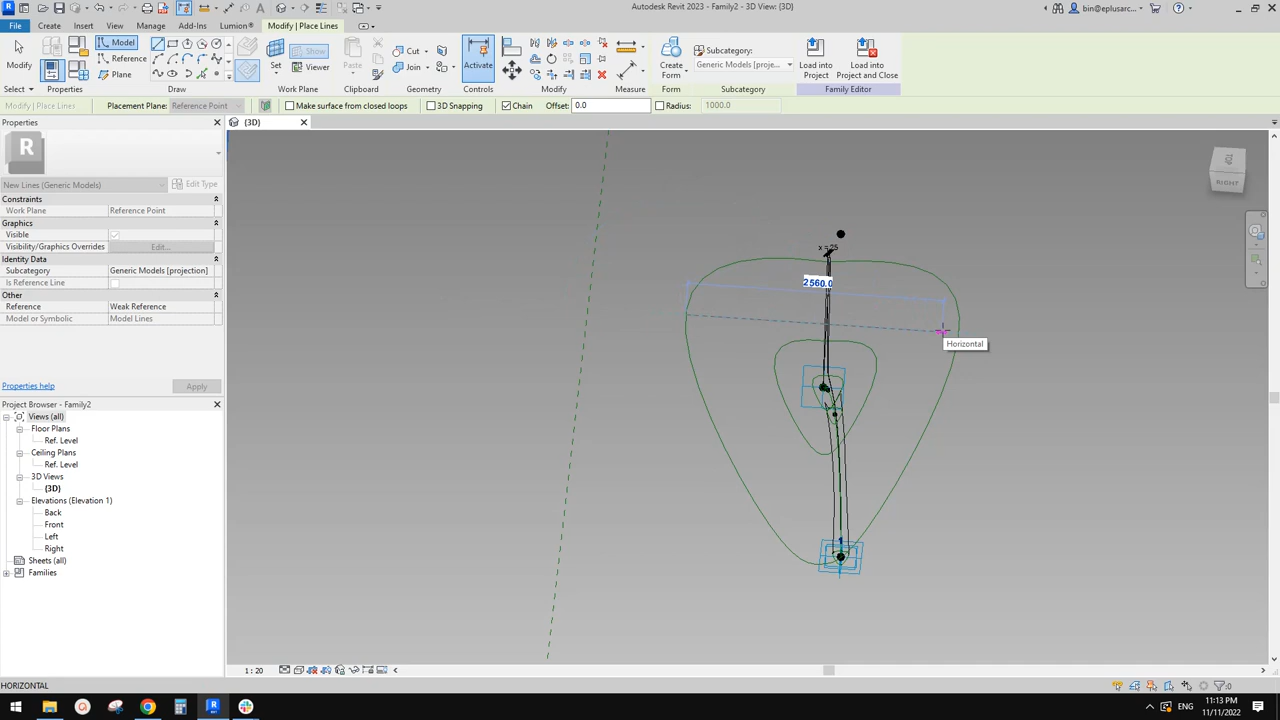 Autodesk Revit 2023 - Family2 - 3D View: {3D}
bin@eplusarc...
File Create Insert View Manage Add-Ins Lumion® Modify | Place Lines
Modify
Model
Reference
Plane
Set
Show
Viewer
Paste
Cut
Join
Activate
Create
Form
Subcategory:
Generic Models [proje...
Load into
Project
Load into
Project and Close
Select Properties Draw Work Plane Clipboard Geometry Controls Modify Measure Form Subcategory Family Editor
Modify | Place Lines Placement Plane: Reference Point Make surface from closed loops 3D Snapping Chain Offset: 0.0 Radius: 1000.0
Properties
{3D}
R
New Lines (Generic Models)
Edit Type
Constraints
Work Plane Reference Point
Graphics
Visible
Visibility/Graphics Overrides Edit...
Identity Data
Subcategory Generic Models [projection]
Is Reference Line
Other
Reference Weak Reference
Model or Symbolic Model Lines
Properties help
Apply
Project Browser - Family2
Views (all)
Floor Plans
Ref. Level
Ceiling Plans
Ref. Level
3D Views
{3D}
Elevations (Elevation 1)
Back
Front
Left
Right
Sheets (all)
Families
TOP
RIGHT
x = 25
2560.0
Horizontal
1
1 : 20
HORIZONTAL
:0
ENG
11:13 PM
11/11/2022